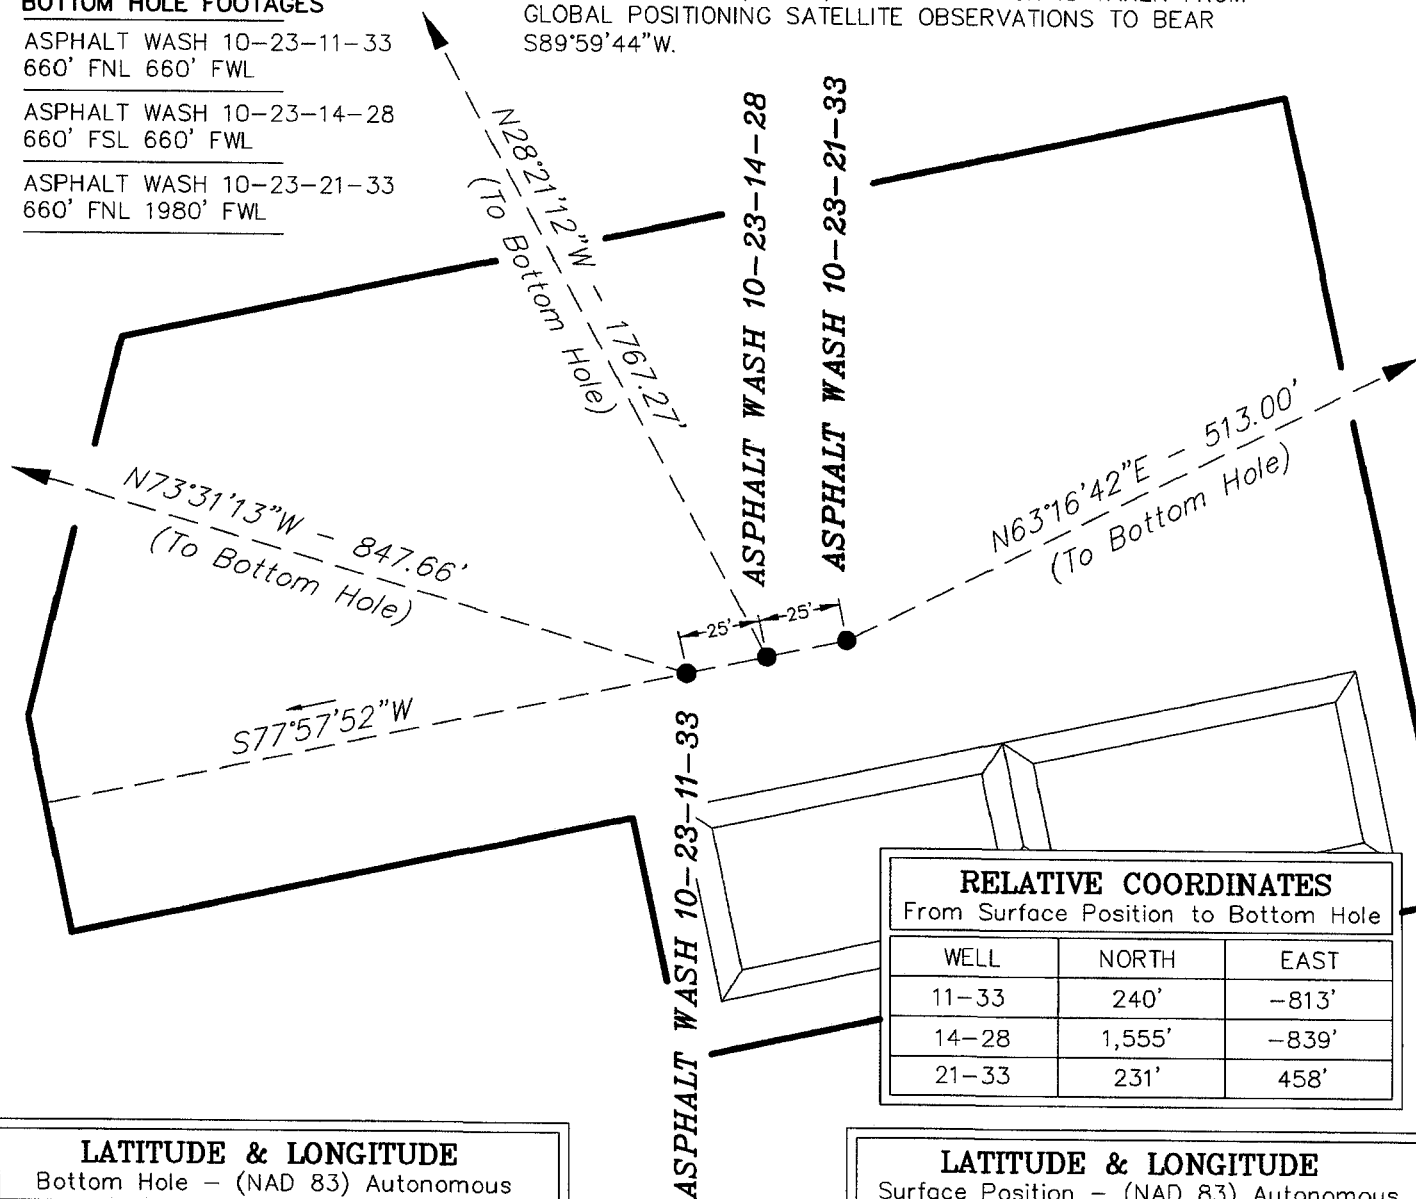 BOTTOM HOLE FOOTAGES
ASPHALT WASH 10-23-11-33
660' FNL 660' FWL
ASPHALT WASH 10-23-14-28
660' FSL 660' FWL
ASPHALT WASH 10-23-21-33
660' FNL 1980' FWL
TAKEN FROM
GLOBAL POSITIONING SATELLITE OBSERVATIONS TO BEAR
S89°59'44"W.
N28°21'12"W - 1767.27'
(To Bottom Hole)
ASPHALT WASH 10-23-14-28
ASPHALT WASH 10-23-21-33
N73°31'13"W - 847.66'
(To Bottom Hole)
N63°16'42"E - 513.00'
(To Bottom Hole)
25'
25'
S77°57'52"W
ASPHALT WASH 10-23-11-33
RELATIVE COORDINATES
From Surface Position to Bottom Hole
WELL NORTH EAST
11-33 240' -813'
14-28 1,555' -839'
21-33 231' 458'
LATITUDE & LONGITUDE
Bottom Hole - (NAD 83) Autonomous
LATITUDE & LONGITUDE
Surface Position - (NAD 83) Autonomous